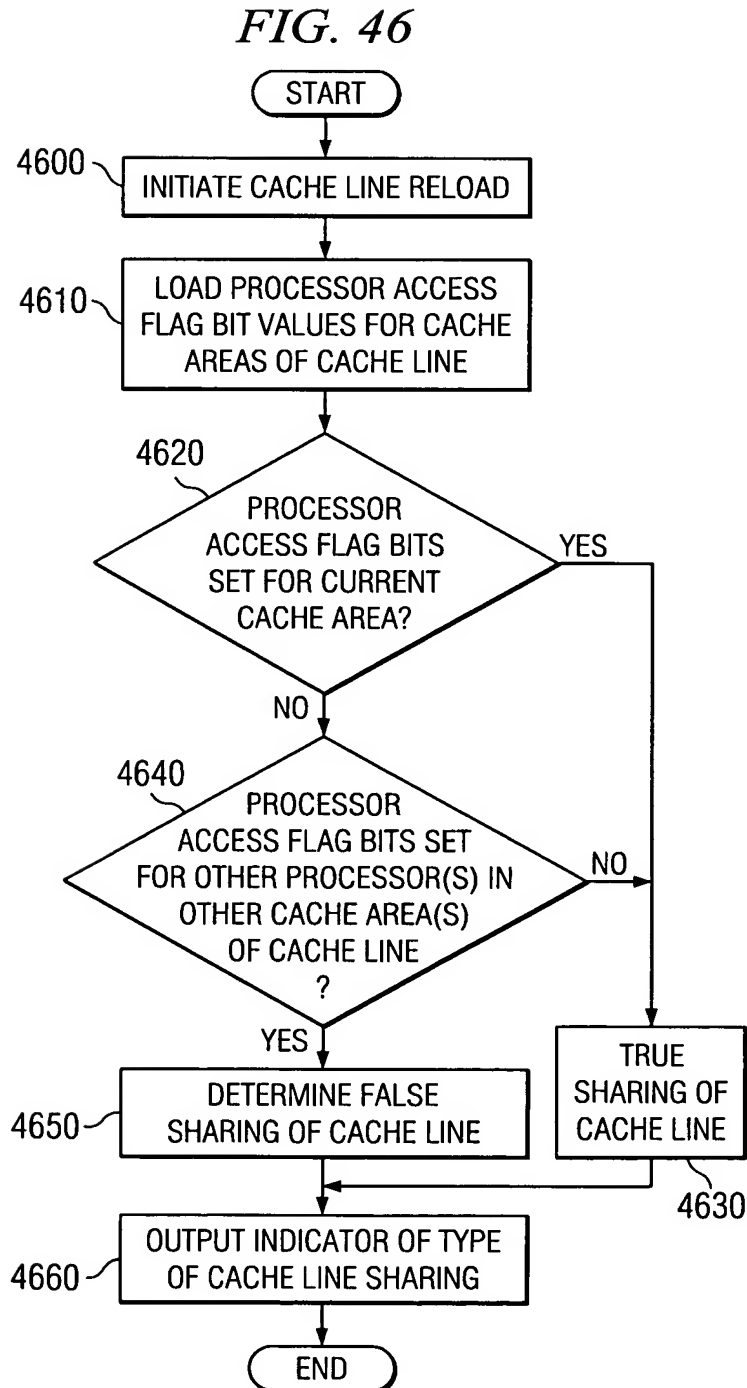 FIG. 46
START
4600
INITIATE CACHE LINE RELOAD
4610
LOAD PROCESSOR ACCESS
FLAG BIT VALUES FOR CACHE
AREAS OF CACHE LINE
4620
PROCESSOR
ACCESS FLAG BITS
SET FOR CURRENT
CACHE AREA?
YES
NO
4640
PROCESSOR
ACCESS FLAG BITS SET
FOR OTHER PROCESSOR(S) IN
OTHER CACHE AREA(S)
OF CACHE LINE
?
NO
YES
TRUE
SHARING OF
CACHE LINE
4630
4650
DETERMINE FALSE
SHARING OF CACHE LINE
4660
OUTPUT INDICATOR OF TYPE
OF CACHE LINE SHARING
END